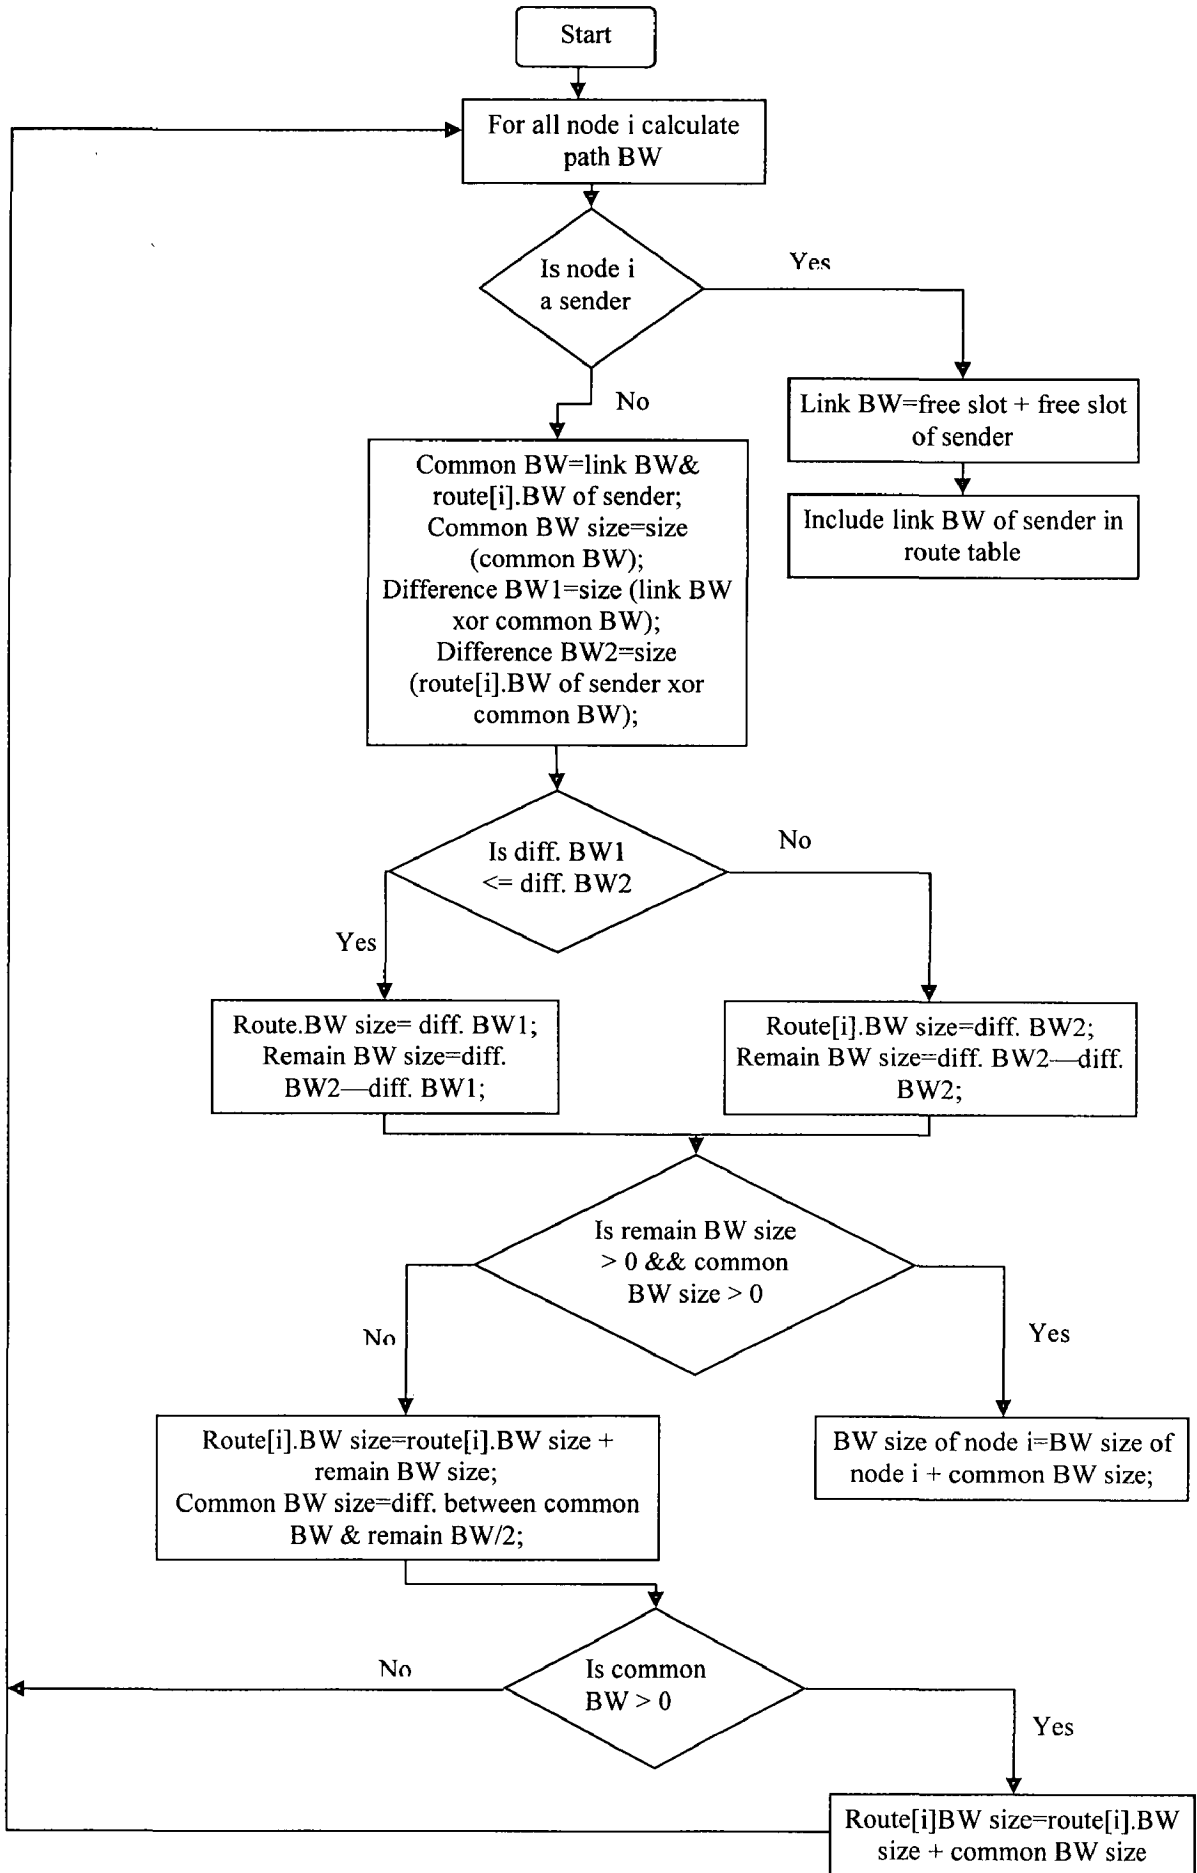 Start
For all node i calculate
path BW
Is node i
a sender
Yes
No
Link BW=free slot + free slot
of sender
Include link BW of sender in
route table
Common BW=link BW&
route[i].BW of sender;
Common BW size=size
(common BW);
Difference BW1=size (link BW
xor common BW);
Difference BW2=size
(route[i].BW of sender xor
common BW);
Is diff. BW1
<= diff. BW2
No
Yes
Route.BW size= diff. BW1;
Remain BW size=diff.
BW2—diff. BW1;
Route[i].BW size=diff. BW2;
Remain BW size=diff. BW2—diff.
BW2;
Is remain BW size
> 0 && common
BW size > 0
No
Yes
Route[i].BW size=route[i].BW size +
remain BW size;
Common BW size=diff. between common
BW & remain BW/2;
BW size of node i=BW size of
node i + common BW size;
Is common
BW > 0
No
Yes
Route[i]BW size=route[i].BW
size + common BW size